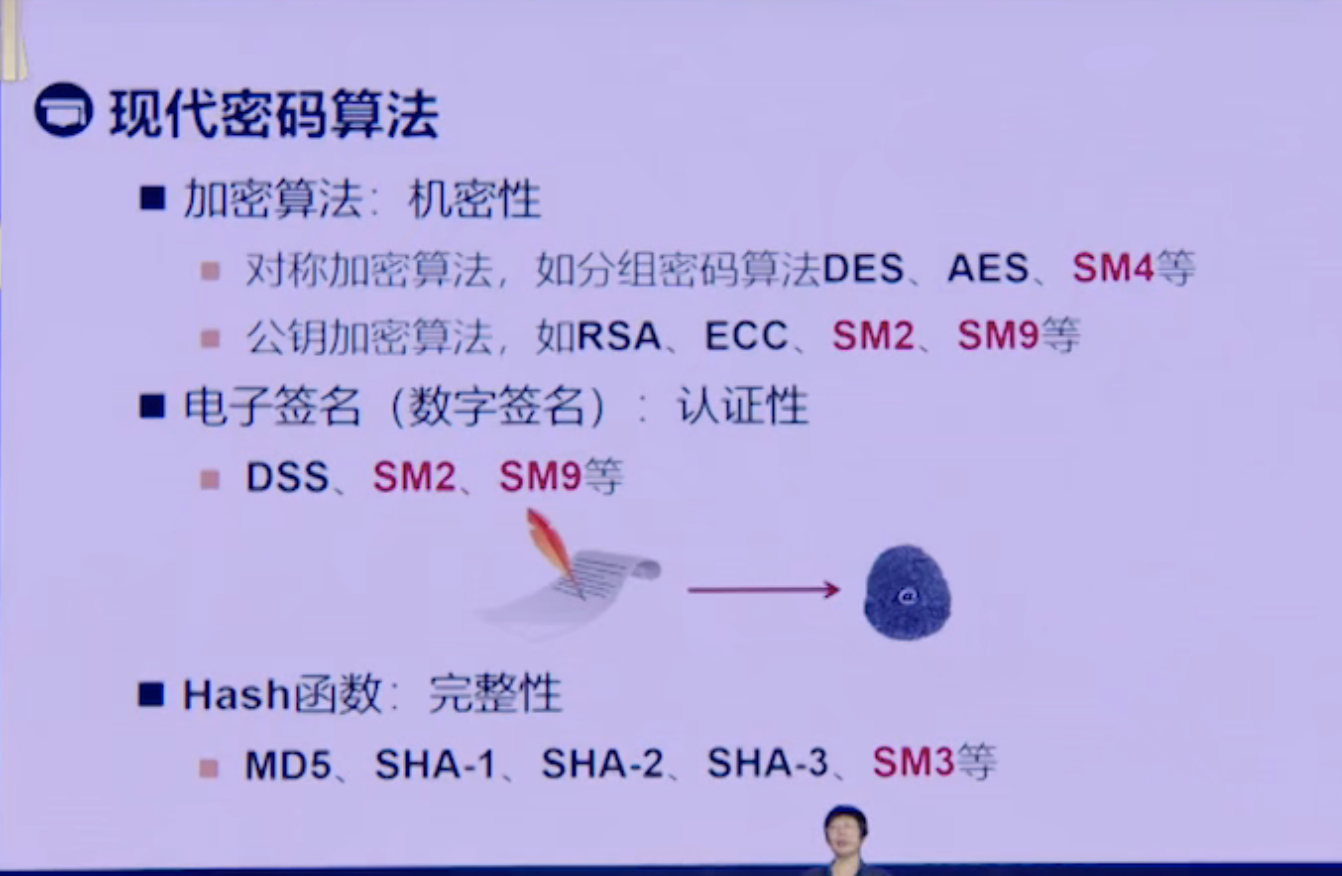 现代密码算法
加密算法：机密性
对称加密算法，如分组密码算法DES、AES、SM4等
公钥加密算法，如RSA、ECC、SM2、SM9等
电子签名（数字签名）：认证性
DSS、SM2、SM9等
@
Hash函数：完整性
MD5、SHA-1、SHA-2、SHA-3、SM3等